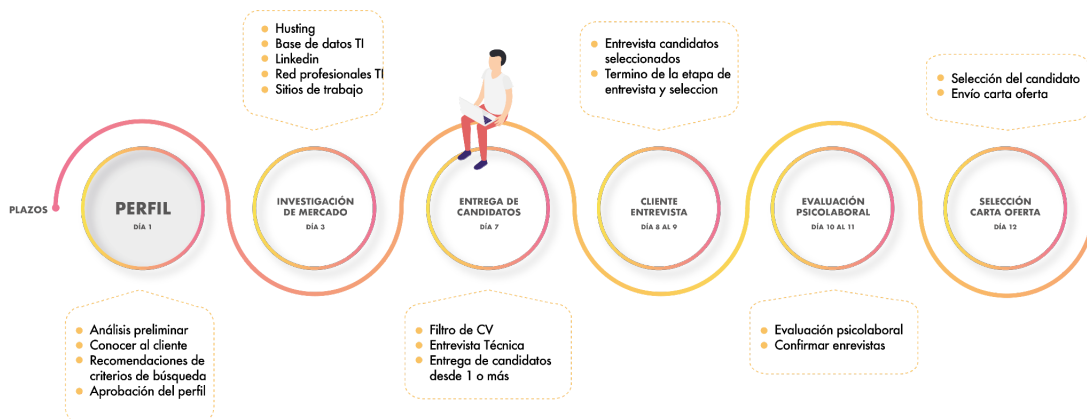 Husting
Base de datos TI
Linkedin
Red profesionales TI
Sitios de trabajo
Entrevista candidatos
seleccionados
Termino de la etapa de
entrevista y seleccion
Selección del candidato
Envío carta oferta
PLAZOS
PERFIL
DÍA 1
INVESTIGACIÓN
DE MERCADO
DÍA 3
ENTREGA DE
CANDIDATOS
DÍA 7
CLIENTE
ENTREVISTA
DÍA 8 AL 9
EVALUACIÓN
PSICOLABORAL
DÍA 10 AL 11
SELECCIÓN
CARTA OFERTA
DÍA 12
Análisis preliminar
Conocer al cliente
Recomendaciones de
criterios de búsqueda
Aprobación del perfil
Filtro de CV
Entrevista Técnica
Entrega de candidatos
desde 1 o más
Evaluación psicolaboral
Confirmar enrevistas